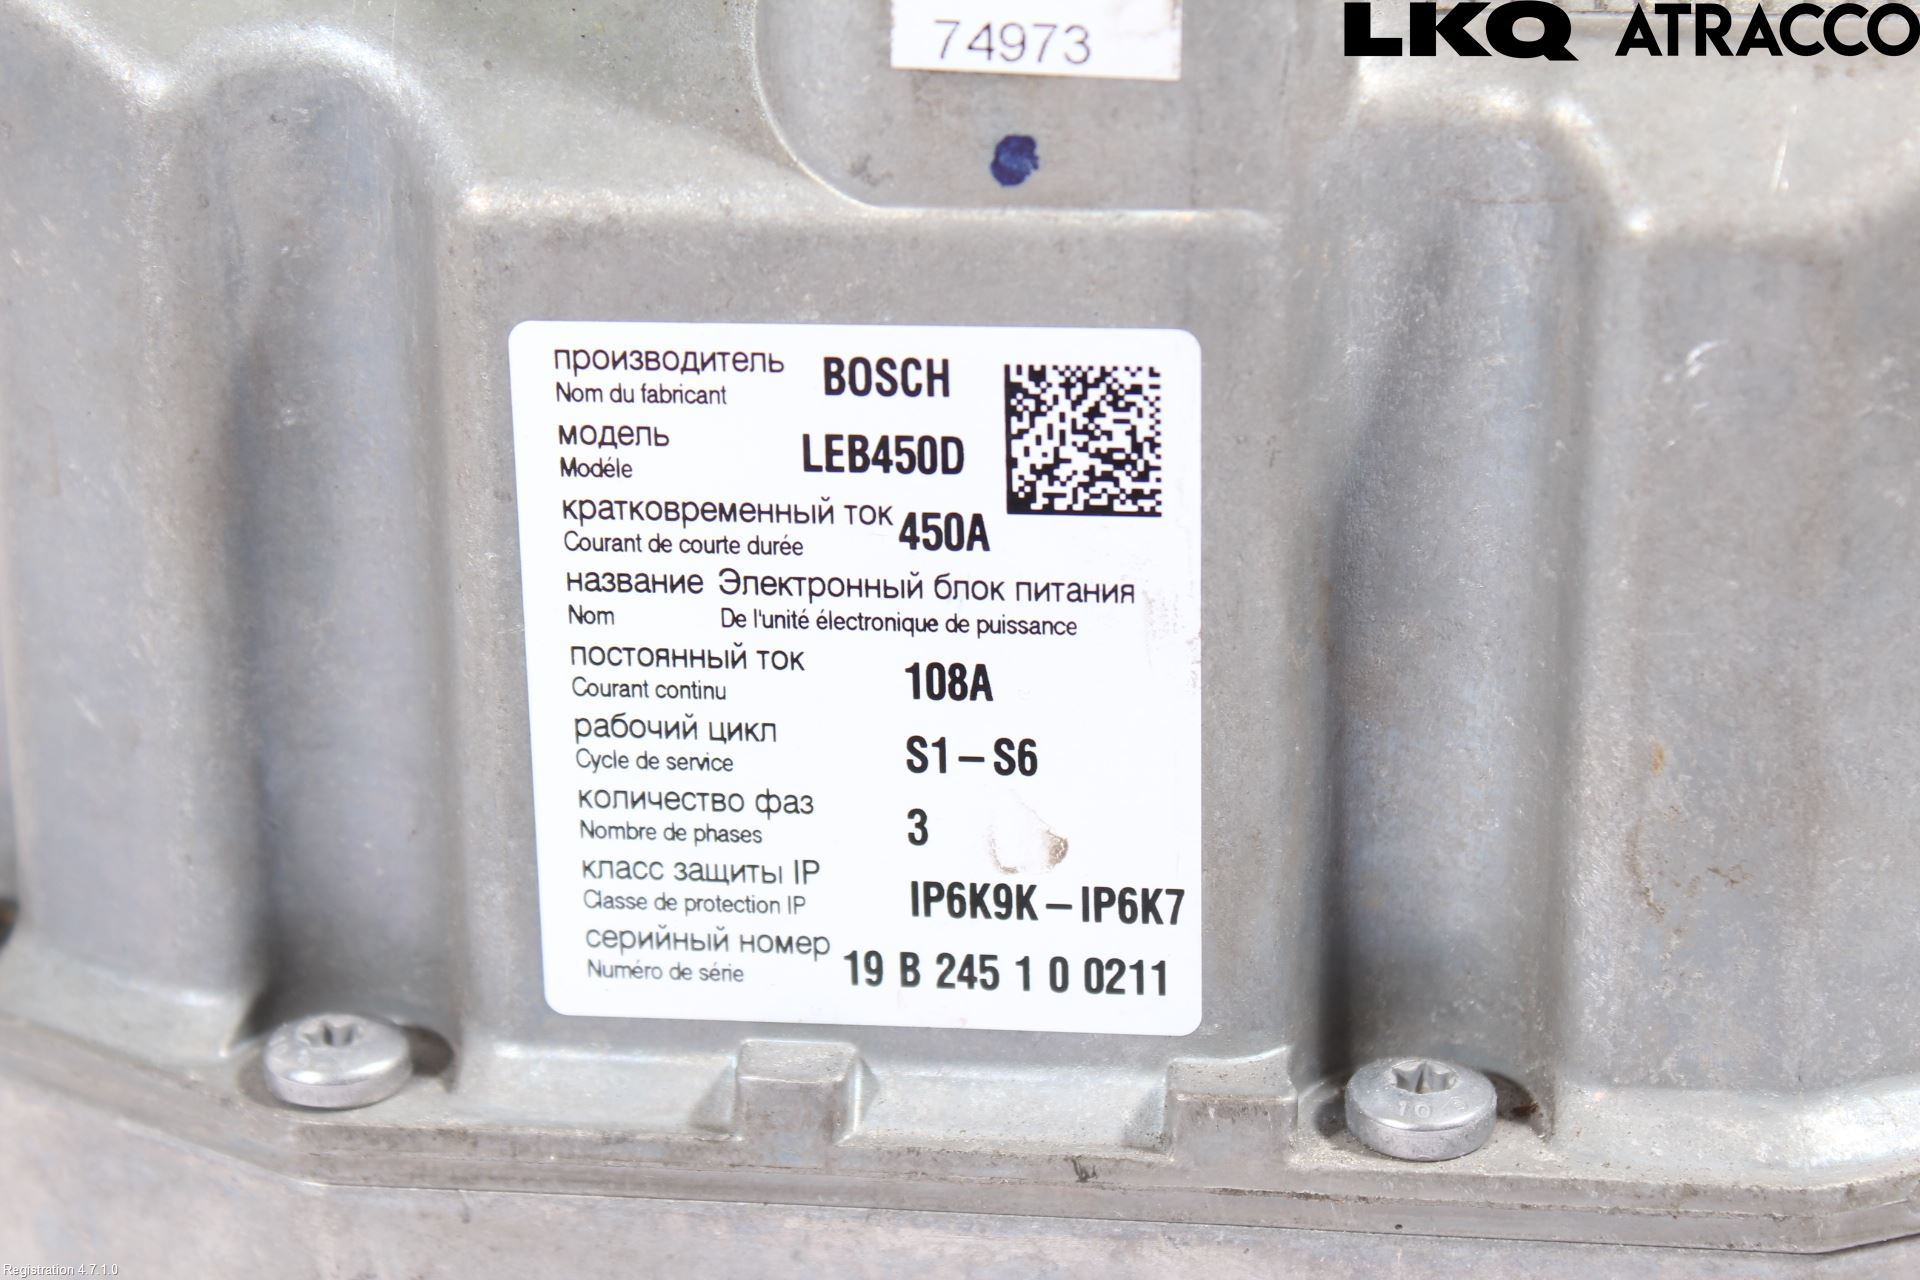 LKQ ATRACCO
74973
производитель BOSCH
Nom du fabricant
модель LEB450D
Modéle
кратковременный ток 450A
Courant de courte durée
название Электронный блок питания
Nom De l'unité électronique de puissance
постоянный ток 108A
Courant continu
рабочий цикл S1 – S6
Cycle de service
количество фаз 3
Nombre de phases
класс защиты IP IP6K9K – IP6K7
Classe de protection IP
серийный номер 19 B 245 1 0 0211
Numéro de série
Registration 4.7.1.0